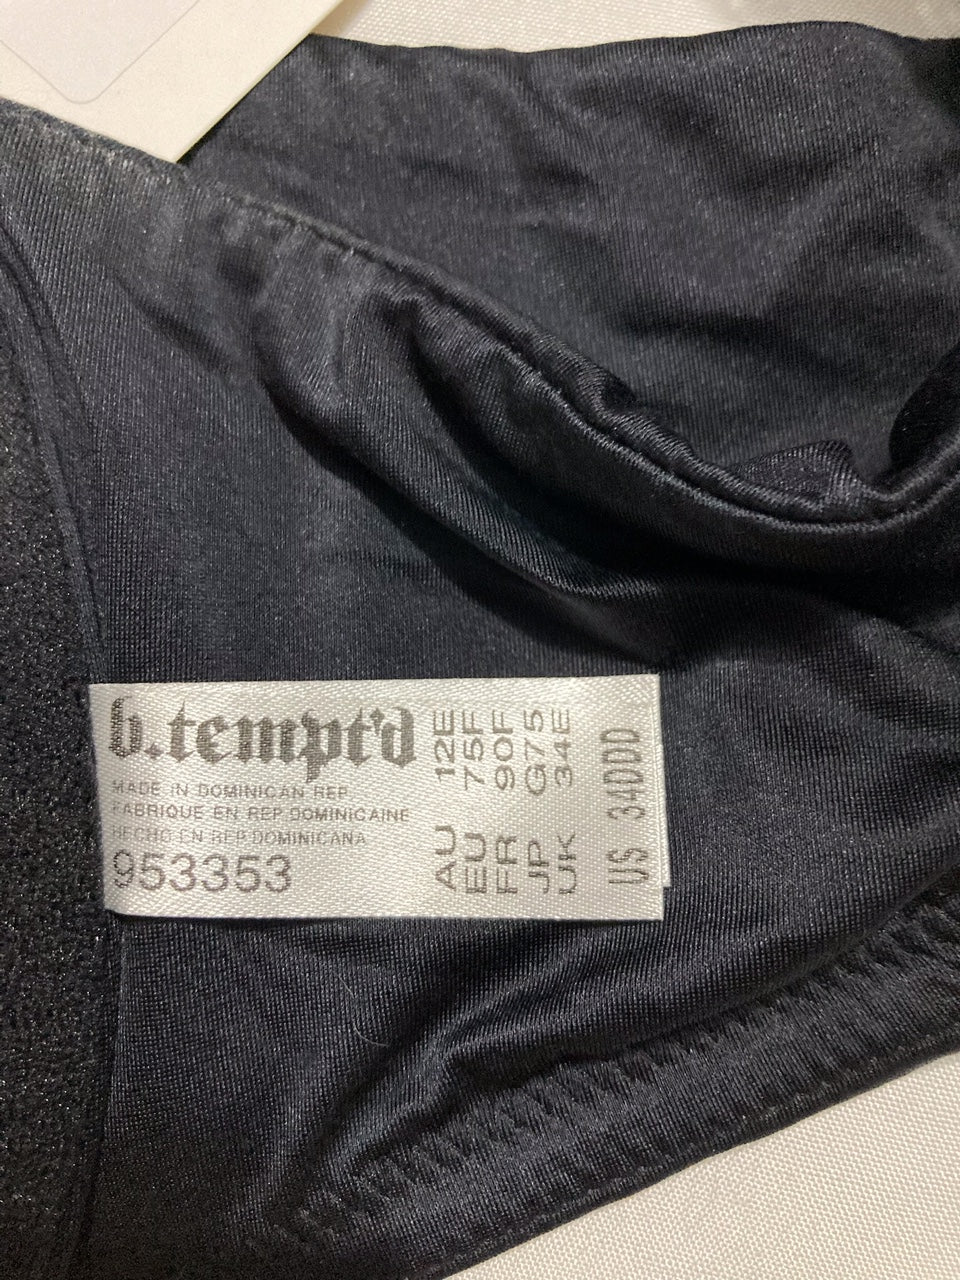 b.tempt'd
MADE IN DOMINICAN REP.
FABRIQUE EN REP. DOMINICAINE
HECHO EN REP. DOMINICANA
953353
AU 12E
EU 75F
FR 90F
JP G75
UK 34E
US 34DDD